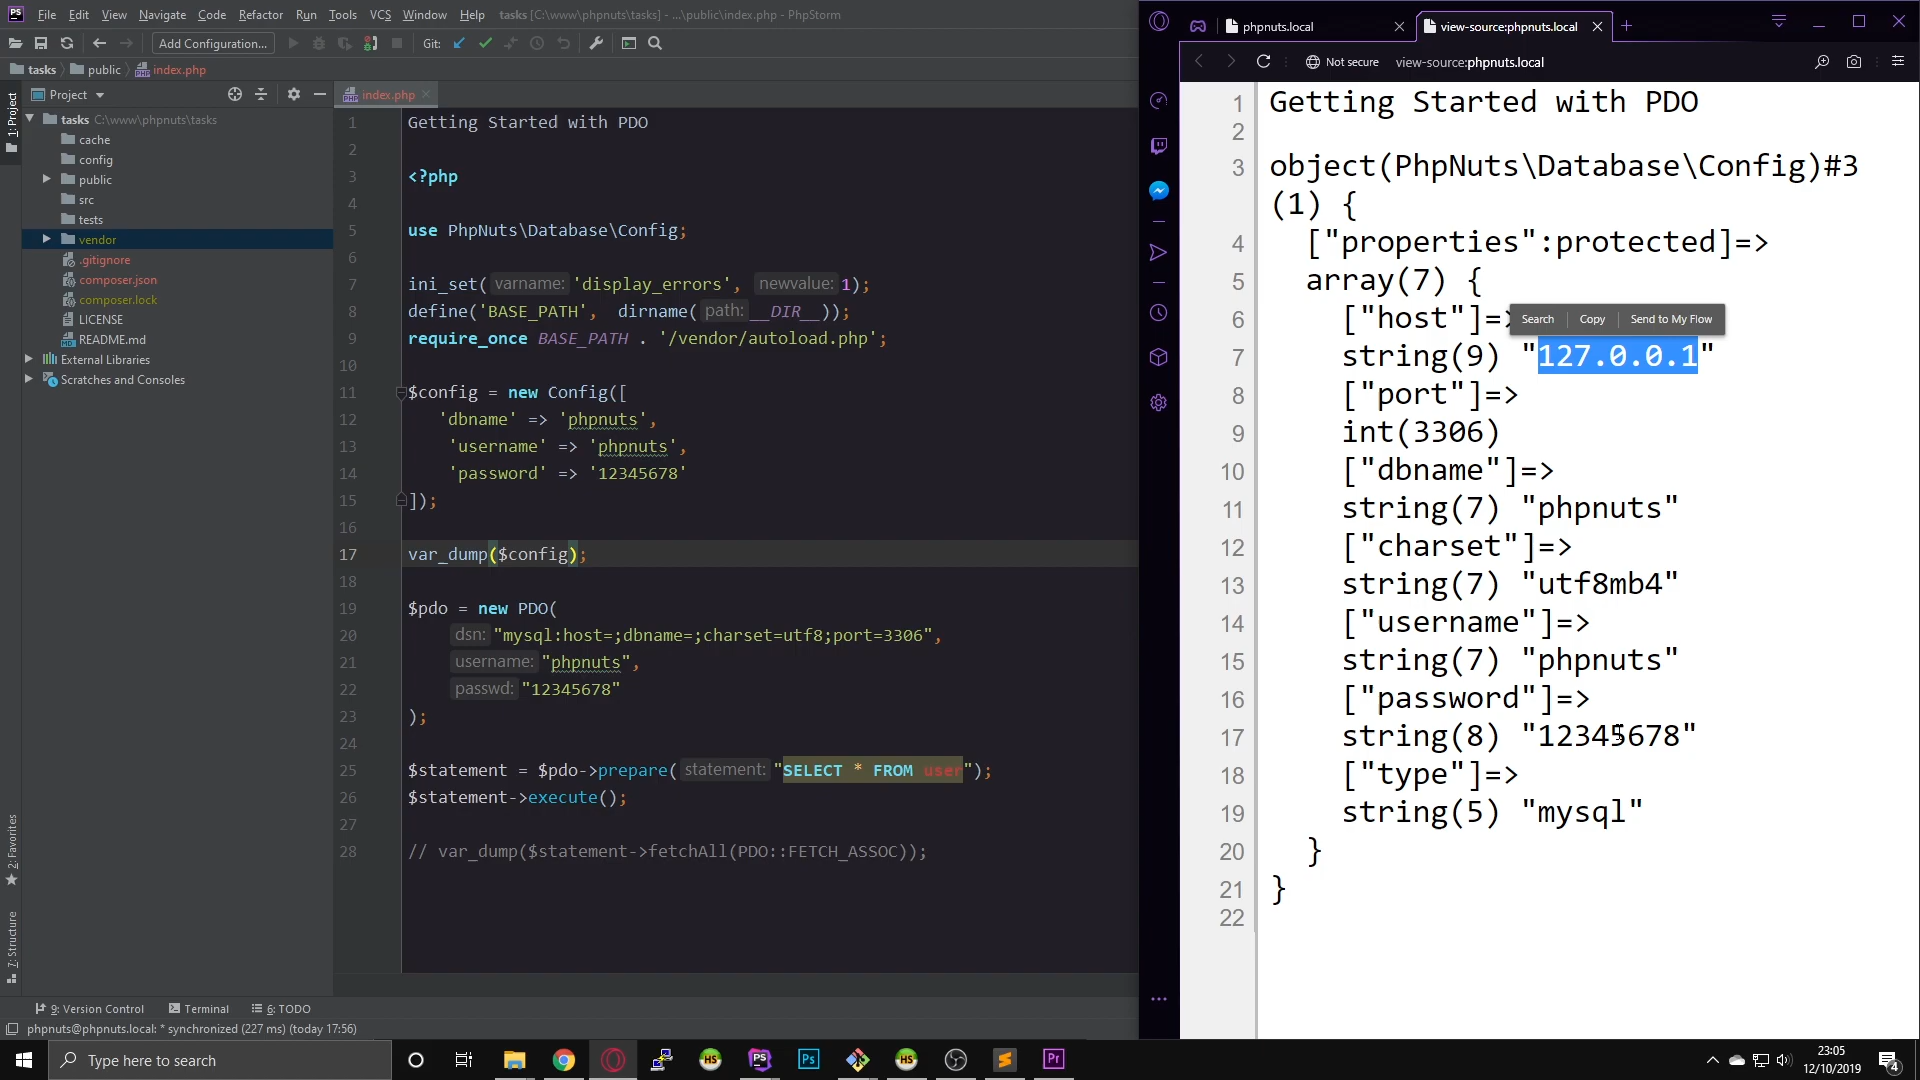 File Edit View Navigate Code Refactor Run Tools VCS Window Help tasks [C:\www\phpnuts\tasks] - ...\public\index.php - PhpStorm
Add Configuration...
Git:
tasks public index.php
1: Project
2: Favorites
7: Structure
Project
tasks C:\www\phpnuts\tasks
cache
config
public
src
tests
vendor
.gitignore
composer.json
composer.lock
LICENSE
README.md
External Libraries
Scratches and Consoles
index.php
1 Getting Started with PDO
2
3 <?php
4
5 use PhpNuts\Database\Config;
6
7 ini_set( varname: 'display_errors', newvalue: 1);
8 define('BASE_PATH', dirname( path: __DIR__));
9 require_once BASE_PATH . '/vendor/autoload.php';
10
11 $config = new Config([
12 'dbname' => 'phpnuts',
13 'username' => 'phpnuts',
14 'password' => '12345678'
15 ]);
16
17 var_dump($config);
18
19 $pdo = new PDO(
20 dsn: "mysql:host=;dbname=;charset=utf8;port=3306",
21 username: "phpnuts",
22 passwd: "12345678"
23 );
24
25 $statement = $pdo->prepare( statement: "SELECT * FROM user");
26 $statement->execute();
27
28 // var_dump($statement->fetchAll(PDO::FETCH_ASSOC));
9: Version Control Terminal 6: TODO
phpnuts@phpnuts.local: * synchronized (227 ms) (today 17:56)
phpnuts.local view-source:phpnuts.local
Not secure view-source:phpnuts.local
1 Getting Started with PDO
2
3 object(PhpNuts\Database\Config)#3
(1) {
4 ["properties":protected]=>
5 array(7) {
6 ["host"]=>
Search Copy Send to My Flow
7 string(9) "127.0.0.1"
8 ["port"]=>
9 int(3306)
10 ["dbname"]=>
11 string(7) "phpnuts"
12 ["charset"]=>
13 string(7) "utf8mb4"
14 ["username"]=>
15 string(7) "phpnuts"
16 ["password"]=>
17 string(8) "12345678"
18 ["type"]=>
19 string(5) "mysql"
20 }
21 }
22
Type here to search
23:05
12/10/2019
4